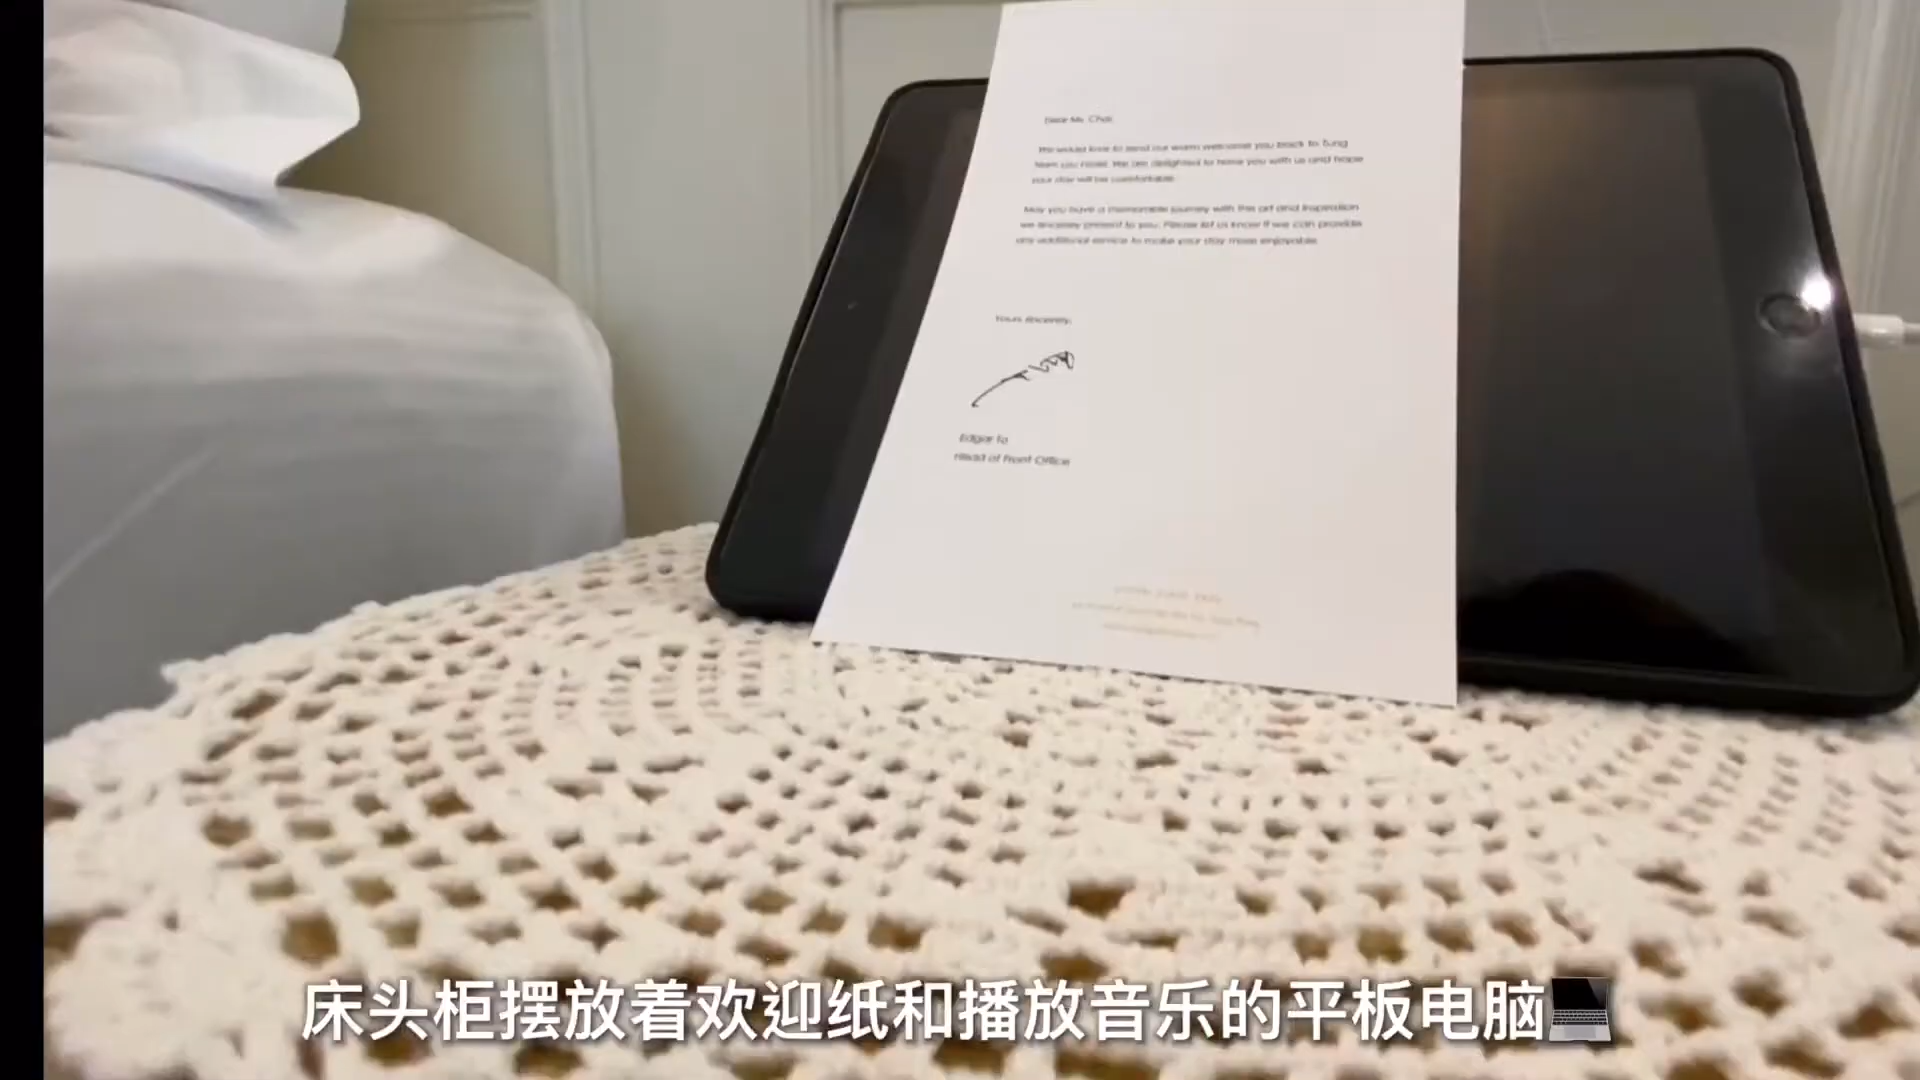 Dear Mr. Choi
We would love to send our warm welcome you back to Tung
Nam Lou Hotel. We are delighted to have you with us and hope
your stay will be comfortable.
May you have a memorable journey with the art and inspiration
we sincerely present to you. Please let us know if we can provide
any additional service to make your stay more enjoyable.
Yours sincerely,
Edgar To
Head of Front Office
床头柜摆放着欢迎纸和播放音乐的平板电脑💻